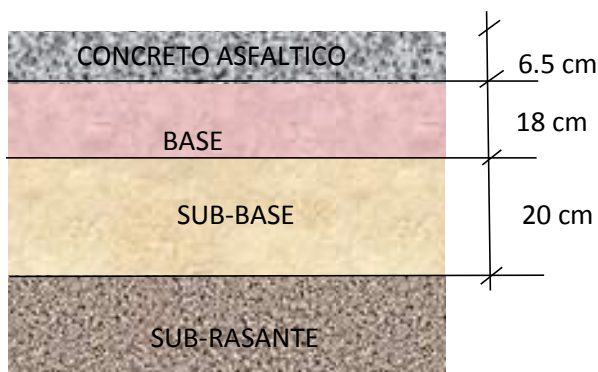 CONCRETO ASFALTICO
6.5 cm
18 cm
BASE
SUB-BASE
20 cm
SUB-RASANTE